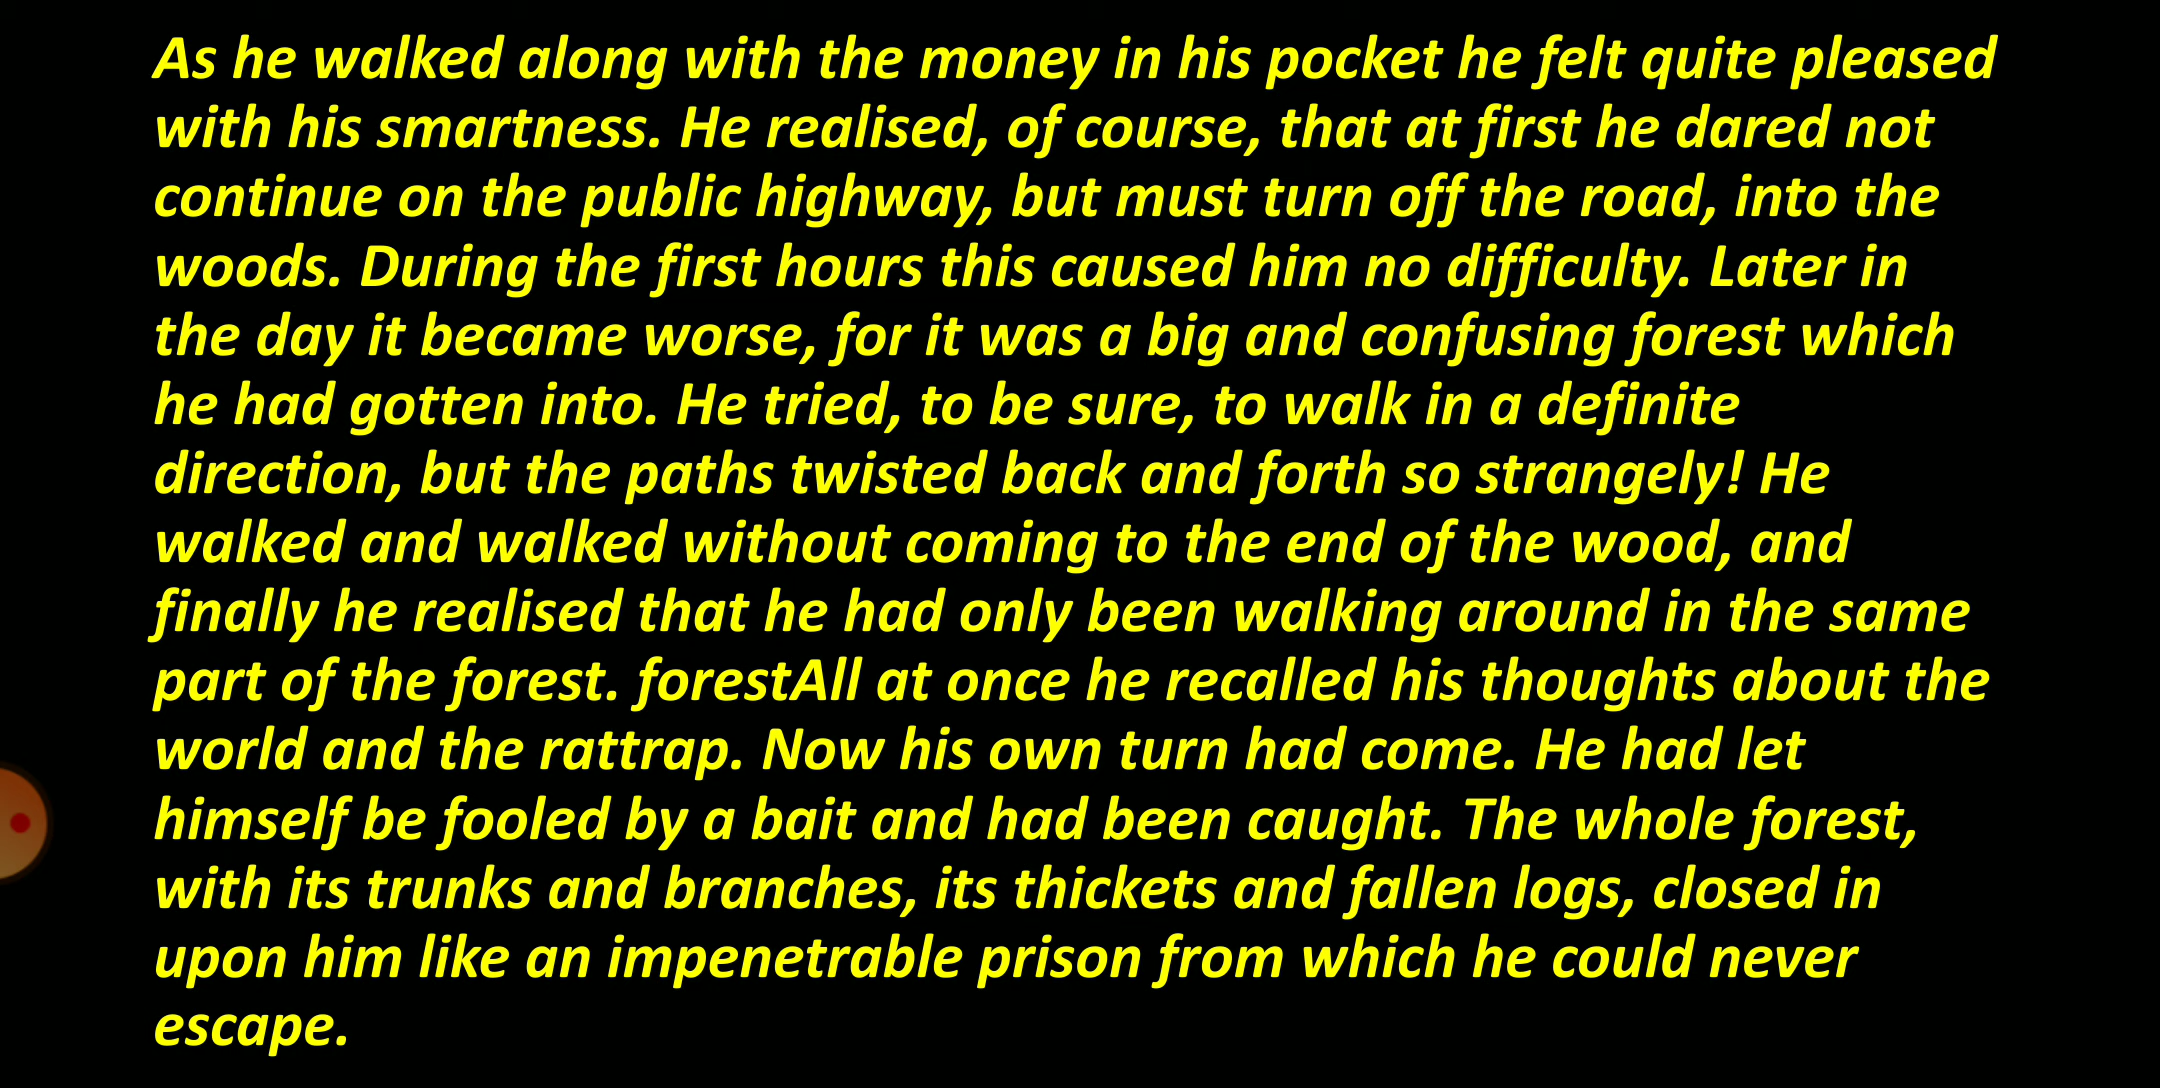 As he walked along with the money in his pocket he felt quite pleased
with his smartness. He realised, of course, that at first he dared not
continue on the public highway, but must turn off the road, into the
woods. During the first hours this caused him no difficulty. Later in
the day it became worse, for it was a big and confusing forest which
he had gotten into. He tried, to be sure, to walk in a definite
direction, but the paths twisted back and forth so strangely! He
walked and walked without coming to the end of the wood, and
finally he realised that he had only been walking around in the same
part of the forest. forestAll at once he recalled his thoughts about the
world and the rattrap. Now his own turn had come. He had let
himself be fooled by a bait and had been caught. The whole forest,
with its trunks and branches, its thickets and fallen logs, closed in
upon him like an impenetrable prison from which he could never
escape.